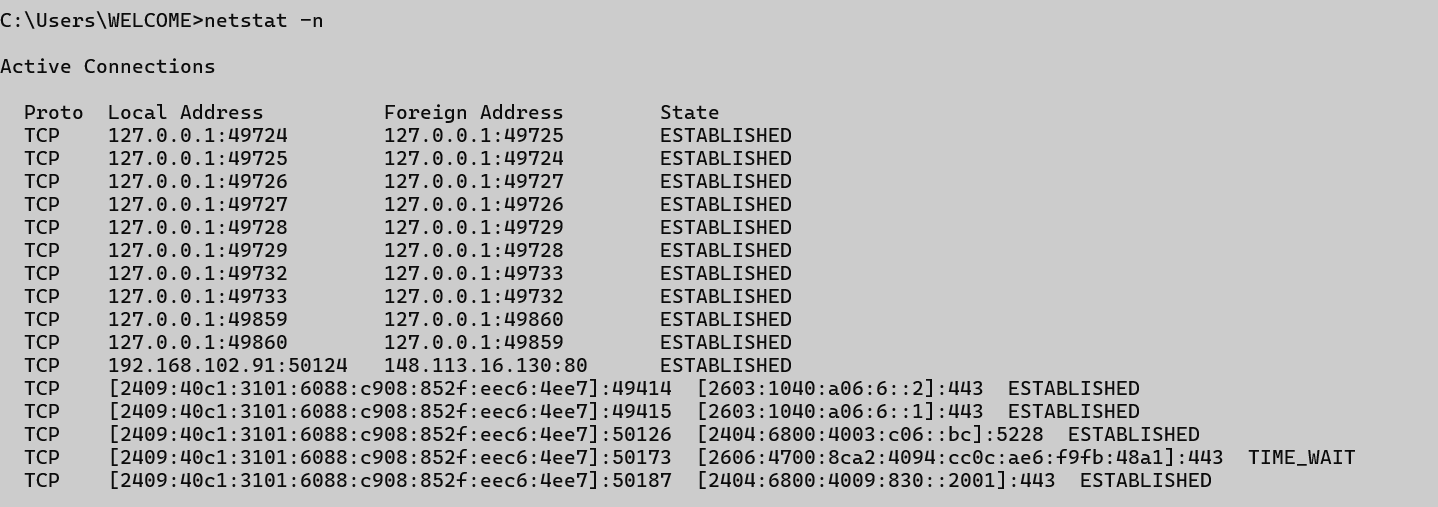 C:\Users\WELCOME>netstat -n
Active Connections
Proto  Local Address          Foreign Address        State
TCP    127.0.0.1:49724        127.0.0.1:49725        ESTABLISHED
TCP    127.0.0.1:49725        127.0.0.1:49724        ESTABLISHED
TCP    127.0.0.1:49726        127.0.0.1:49727        ESTABLISHED
TCP    127.0.0.1:49727        127.0.0.1:49726        ESTABLISHED
TCP    127.0.0.1:49728        127.0.0.1:49729        ESTABLISHED
TCP    127.0.0.1:49729        127.0.0.1:49728        ESTABLISHED
TCP    127.0.0.1:49732        127.0.0.1:49733        ESTABLISHED
TCP    127.0.0.1:49733        127.0.0.1:49732        ESTABLISHED
TCP    127.0.0.1:49859        127.0.0.1:49860        ESTABLISHED
TCP    127.0.0.1:49860        127.0.0.1:49859        ESTABLISHED
TCP    192.168.102.91:50124   148.113.16.130:80      ESTABLISHED
TCP    [2409:40c1:3101:6088:c908:852f:eec6:4ee7]:49414  [2603:1040:a06:6::2]:443  ESTABLISHED
TCP    [2409:40c1:3101:6088:c908:852f:eec6:4ee7]:49415  [2603:1040:a06:6::1]:443  ESTABLISHED
TCP    [2409:40c1:3101:6088:c908:852f:eec6:4ee7]:50126  [2404:6800:4003:c06::bc]:5228  ESTABLISHED
TCP    [2409:40c1:3101:6088:c908:852f:eec6:4ee7]:50173  [2606:4700:8ca2:4094:cc0c:ae6:f9fb:48a1]:443  TIME_WAIT
TCP    [2409:40c1:3101:6088:c908:852f:eec6:4ee7]:50187  [2404:6800:4009:830::2001]:443  ESTABLISHED